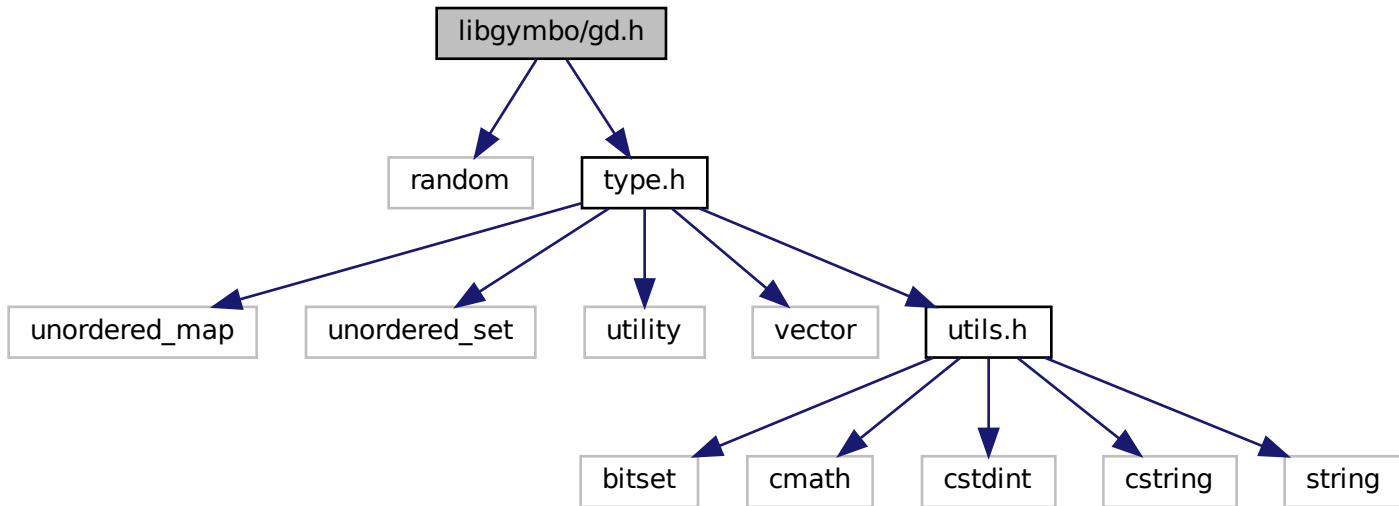 libgymbo/gd.h
random
type.h
unordered_map
unordered_set
utility
vector
utils.h
bitset
cmath
cstdint
cstring
string